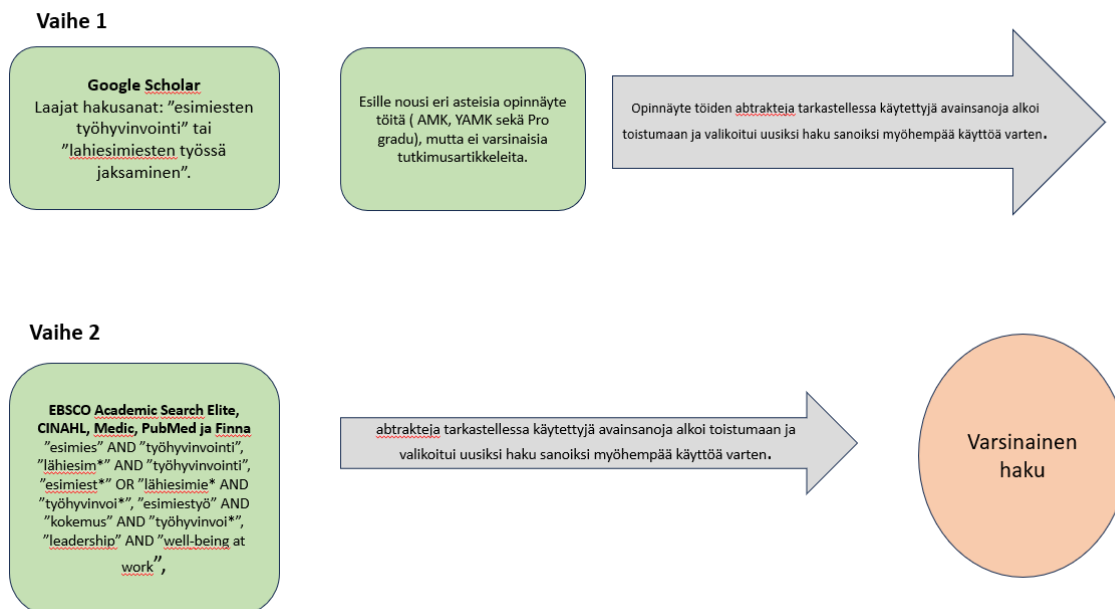 Vaihe 1
Google Scholar
Laajat hakusanat: ”esimiesten
työhyvinvointi” tai
”lahiesimiesten työssä
jaksaminen”.
Esille nousi eri asteisia opinnäyte
töitä ( AMK, YAMK sekä Pro
gradu), mutta ei varsinaisia
tutkimusartikkeleita.
Opinnäyte töiden abtrakteja tarkastellessa käytettyjä avainsanoja alkoi
toistumaan ja valikoitui uusiksi haku sanoiksi myöhempää käyttöä varten.
Vaihe 2
EBSCO Academic Search Elite,
CINAHL, Medic, PubMed ja Finna
”esimies” AND ”työhyvinvointi”,
”lähiesim*” AND ”työhyvinvointi”,
”esimiest*” OR ”lähiesimie* AND
”työhyvinvoi*”, ”esimiestyö” AND
”kokemus” AND ”työhyvinvoi*”,
”leadership” AND ”well-being at
work”,
abtrakteja tarkastellessa käytettyjä avainsanoja alkoi toistumaan ja
valikoitui uusiksi haku sanoiksi myöhempää käyttöä varten.
Varsinainen
haku